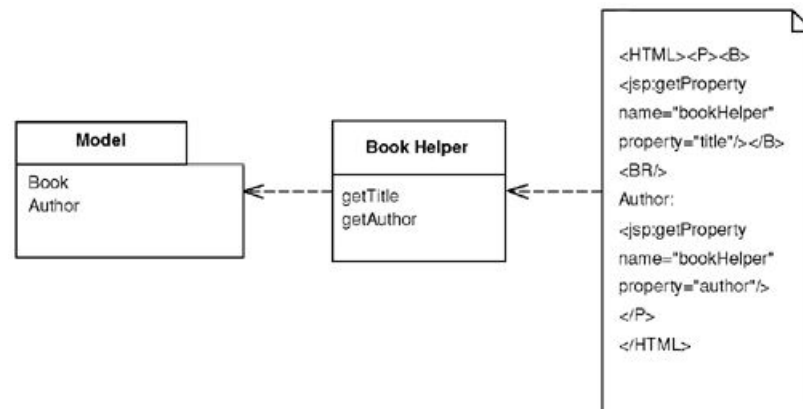 Model
Book
Author
Book Helper
getTitle
getAuthor
<HTML><P><B>
<jsp:getProperty
name="bookHelper"
property="title"/></B>
<BR/>
Author:
<jsp:getProperty
name="bookHelper"
property="author"/>
</P>
</HTML>